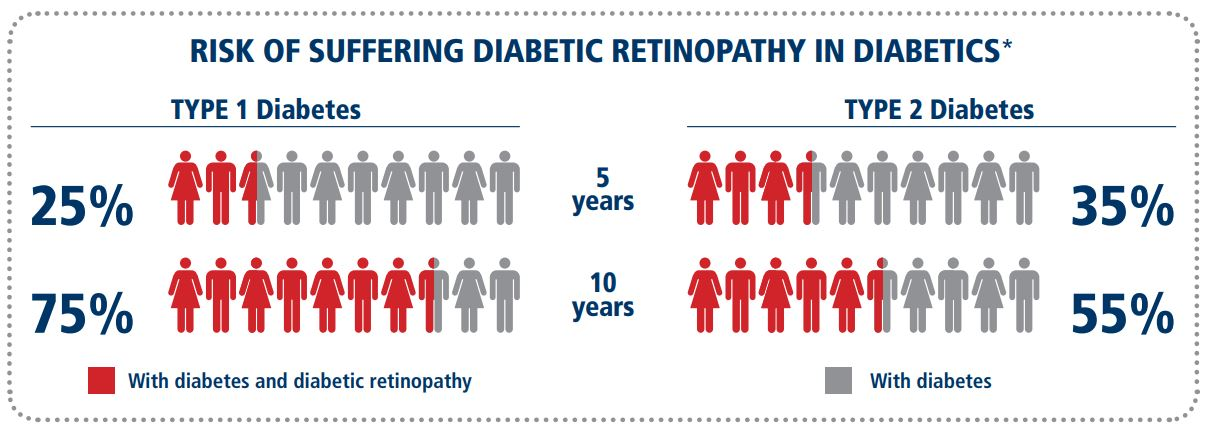 RISK OF SUFFERING DIABETIC RETINOPATHY IN DIABETICS*
TYPE 1 Diabetes
TYPE 2 Diabetes
25%
5
years
35%
75%
10
years
55%
With diabetes and diabetic retinopathy
With diabetes